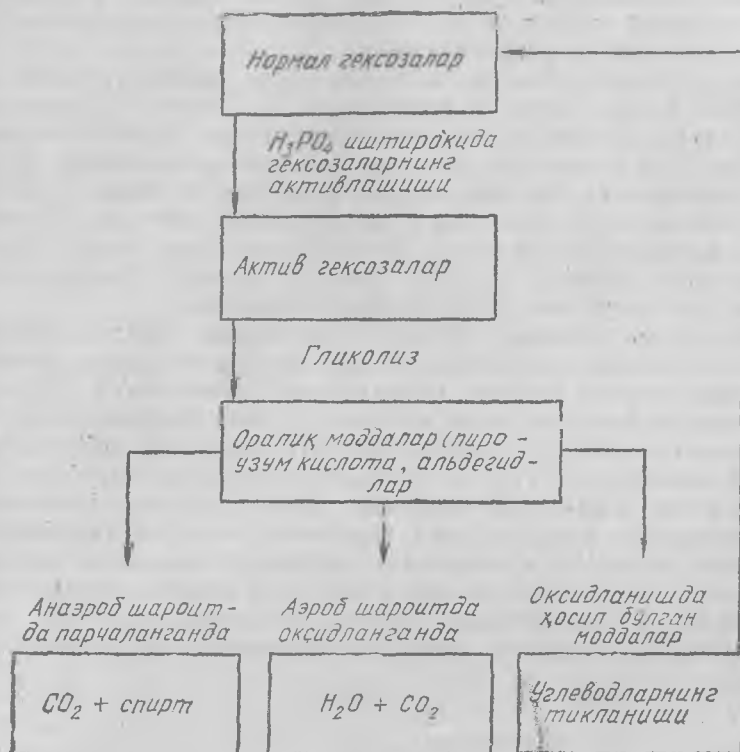 Нормал гексозалар
H₃PO₄ иштирокида
гексозаларнинг
активлашиши
Актив гексозалар
Гликолиз
Оралиқ моддалар (пиро-
узум кислота, альдегид-
лар
Анаэроб шароит-
да парчаланганда
CO₂ + спирт
Аэроб шароитда
оксидланганда
H₂O + CO₂
Оксидланишда
ҳосил бўлган
моддалар
Углеводларнинг
тикланиши